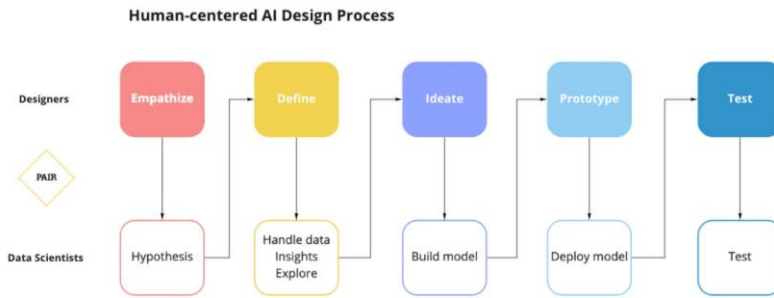 Human-centered AI Design Process
Designers
Empathize
Define
Ideate
Prototype
Test
PAIR
Data Scientists
Hypothesis
Handle data
Insights
Explore
Build model
Deploy model
Test